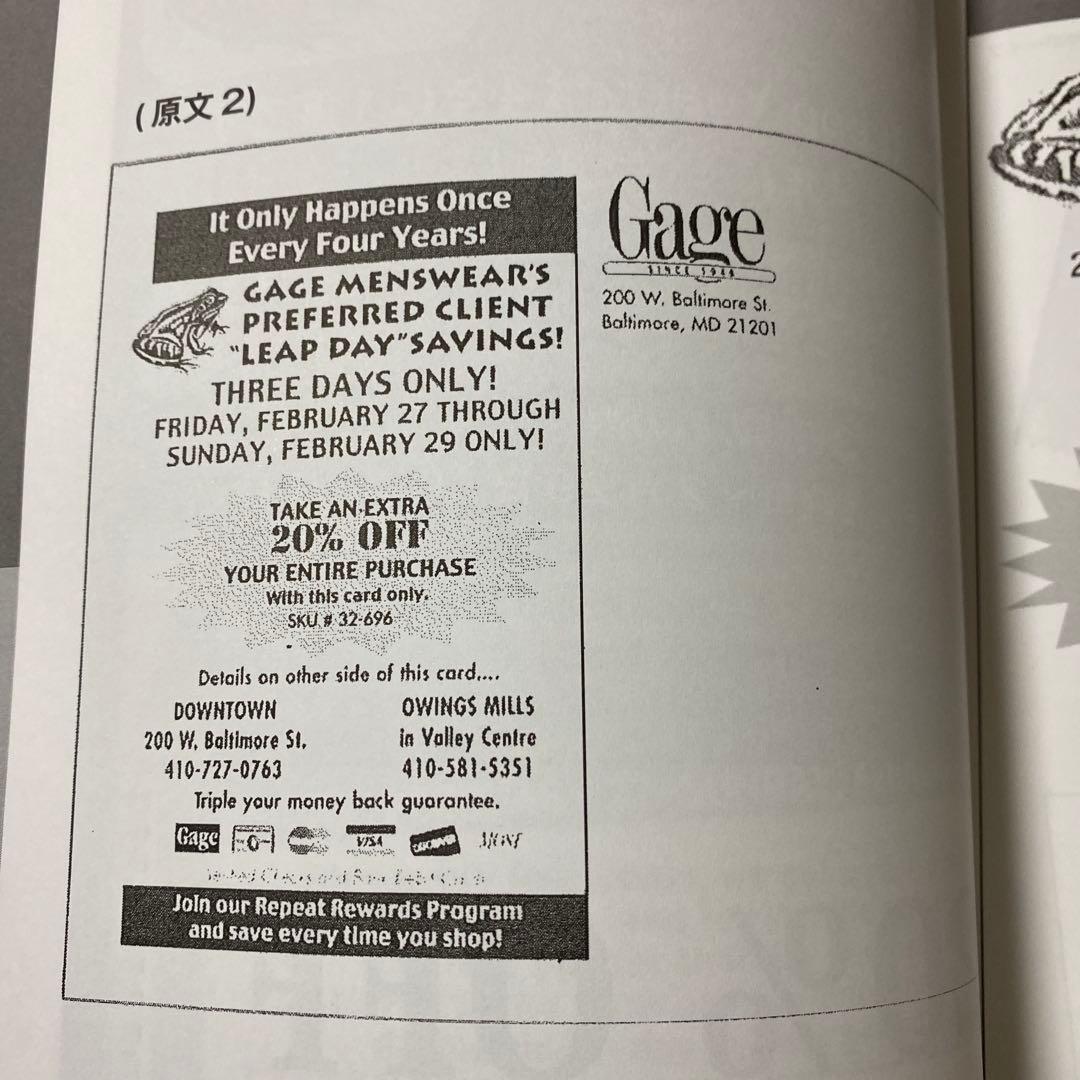 (原文2)
It Only Happens Once
Every Four Years!
GAGE MENSWEAR'S
PREFERRED CLIENT
"LEAP DAY" SAVINGS!
THREE DAYS ONLY!
FRIDAY, FEBRUARY 27 THROUGH
SUNDAY, FEBRUARY 29 ONLY!
TAKE AN EXTRA
20% OFF
YOUR ENTIRE PURCHASE
With this card only.
SKU # 32-696
Details on other side of this card....
DOWNTOWN
200 W. Baltimore St.
410-727-0763
OWINGS MILLS
in Valley Centre
410-581-5351
Triple your money back guarantee.
Gage
VISA
DISCOVER
Join our Repeat Rewards Program
and save every time you shop!
Gage
SINCE 1946
200 W. Baltimore St.
Baltimore, MD 21201
2